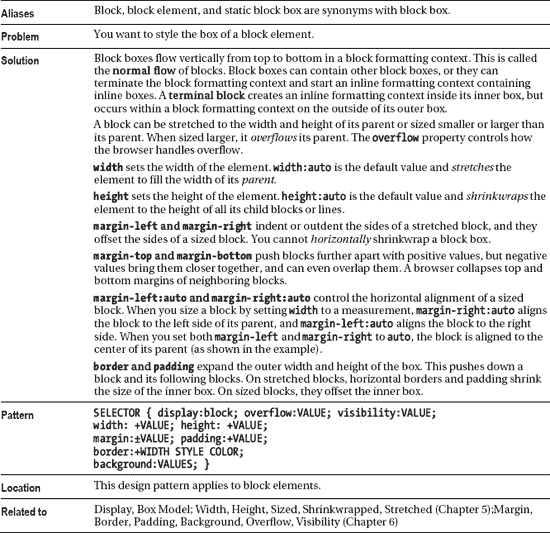 Aliases Block, block element, and static block box are synonyms with block box.
Problem You want to style the box of a block element.
Solution Block boxes flow vertically from top to bottom in a block formatting context. This is called
the normal flow of blocks. Block boxes can contain other block boxes, or they can
terminate the block formatting context and start an inline formatting context containing
inline boxes. A terminal block creates an inline formatting context inside its inner box, but
occurs within a block formatting context on the outside of its outer box.
A block can be stretched to the width and height of its parent or sized smaller or larger than
its parent. When sized larger, it overflows its parent. The overflow property controls how
the browser handles overflow.
width sets the width of the element. width:auto is the default value and stretches the
element to fill the width of its parent.
height sets the height of the element. height:auto is the default value and shrinkwraps the
element to the height of all its child blocks or lines.
margin-left and margin-right indent or outdent the sides of a stretched block, and they
offset the sides of a sized block. You cannot horizontally shrinkwrap a block box.
margin-top and margin-bottom push blocks further apart with positive values, but negative
values bring them closer together, and can even overlap them. A browser collapses top and
bottom margins of neighboring blocks.
margin-left:auto and margin-right:auto control the horizontal alignment of a sized
block. When you size a block by setting width to a measurement, margin-right:auto aligns
the block to the left side of its parent, and margin-left:auto aligns the block to the right
side. When you set both margin-left and margin-right to auto, the block is aligned to the
center of its parent (as shown in the example).
border and padding expand the outer width and height of the box. This pushes down a
block and its following blocks. On stretched blocks, horizontal borders and padding shrink
the size of the inner box. On sized blocks, they offset the inner box.
Pattern SELECTOR { display:block; overflow:VALUE; visibility:VALUE;
width: +VALUE; height: +VALUE;
margin:±VALUE; padding:+VALUE;
border:+WIDTH STYLE COLOR;
background:VALUES; }
Location This design pattern applies to block elements.
Related to Display, Box Model; Width, Height, Sized, Shrinkwrapped, Stretched (Chapter 5);Margin,
Border, Padding, Background, Overflow, Visibility (Chapter 6)